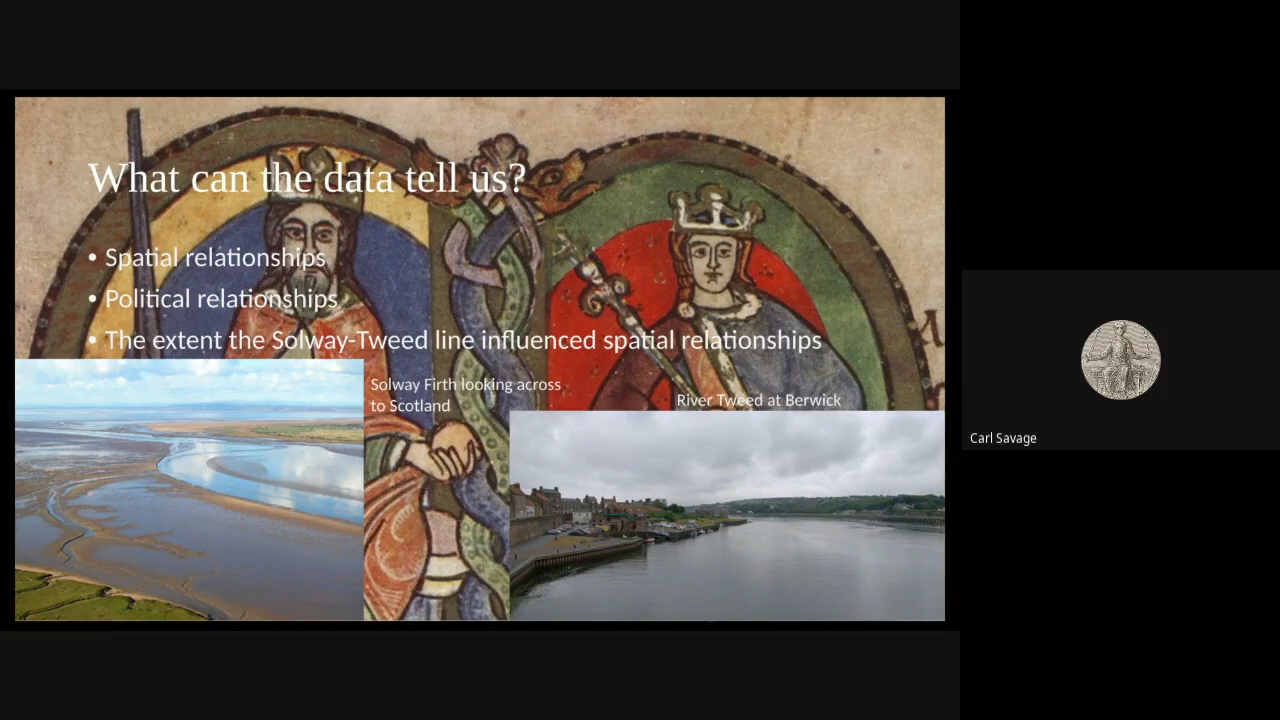 What can the data tell us?
• Spatial relationships
• Political relationships
• The extent the Solway-Tweed line influenced spatial relationships
Solway Firth looking across
to Scotland
River Tweed at Berwick
Carl Savage